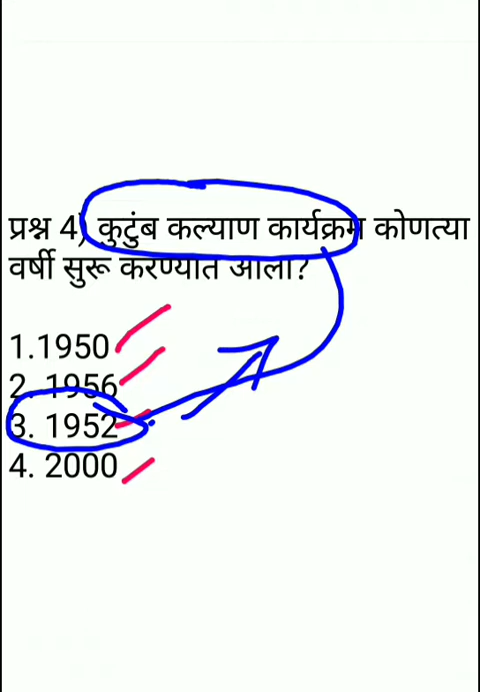 प्रश्न 4) कुटुंब कल्याण कार्यक्रम कोणत्या
वर्षी सुरू करण्यात आला?
1.1950
2. 1956
3. 1952
4. 2000